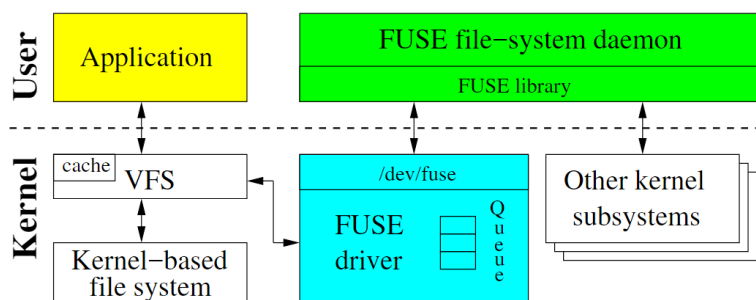 User
Application
FUSE file-system daemon
FUSE library
Kernel
cache
VFS
Kernel-based
file system
/dev/fuse
FUSE
driver
Queue
Other kernel
subsystems